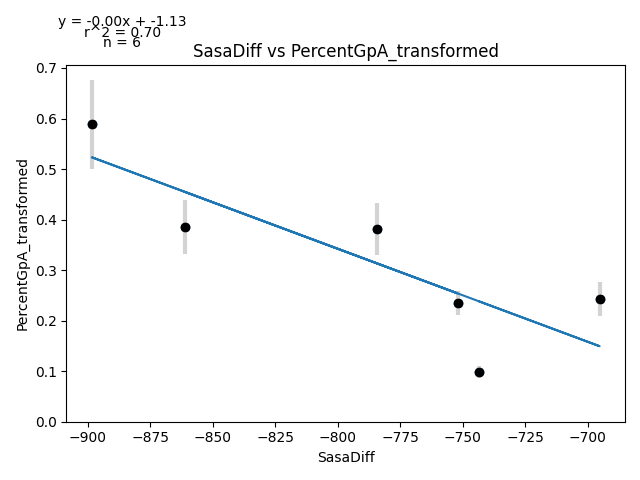 y = -0.00x + -1.13
r^2 = 0.70
n = 6
SasaDiff vs PercentGpA_transformed
0.7
0.6
0.5
0.4
0.3
0.2
0.1
0.0
PercentGpA_transformed
−900 −875 −850 −825 −800 −775 −750 −725 −700
SasaDiff